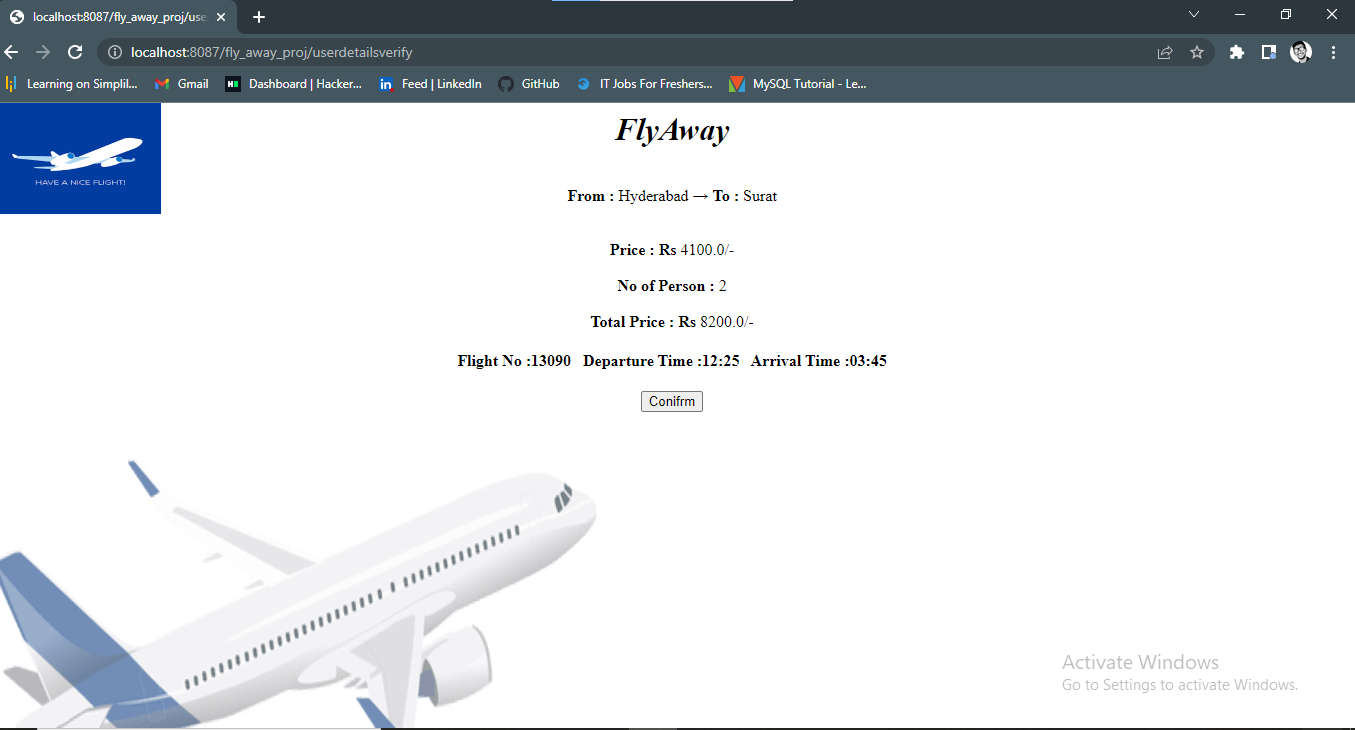 localhost:8087/fly_away_proj/use
localhost:8087/fly_away_proj/userdetailsverify
Learning on Simplil... Gmail Dashboard | Hacker... Feed | LinkedIn GitHub IT Jobs For Freshers... MySQL Tutorial - Le...
HAVE A NICE FLIGHT!
FlyAway
From : Hyderabad → To : Surat
Price : Rs 4100.0/-
No of Person : 2
Total Price : Rs 8200.0/-
Flight No :13090 Departure Time :12:25 Arrival Time :03:45
Conifrm
Activate Windows
Go to Settings to activate Windows.